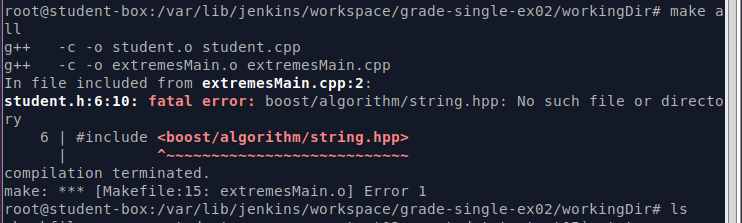 root@student-box:/var/lib/jenkins/workspace/grade-single-ex02/workingDir# make a
ll
g++   -c -o student.o student.cpp
g++   -c -o extremesMain.o extremesMain.cpp
In file included from extremesMain.cpp:2:
student.h:6:10: fatal error: boost/algorithm/string.hpp: No such file or directo
ry
    6 | #include <boost/algorithm/string.hpp>
      |          ^~~~~~~~~~~~~~~~~~~~~~~~~~~~
compilation terminated.
make: *** [Makefile:15: extremesMain.o] Error 1
root@student-box:/var/lib/jenkins/workspace/grade-single-ex02/workingDir# ls